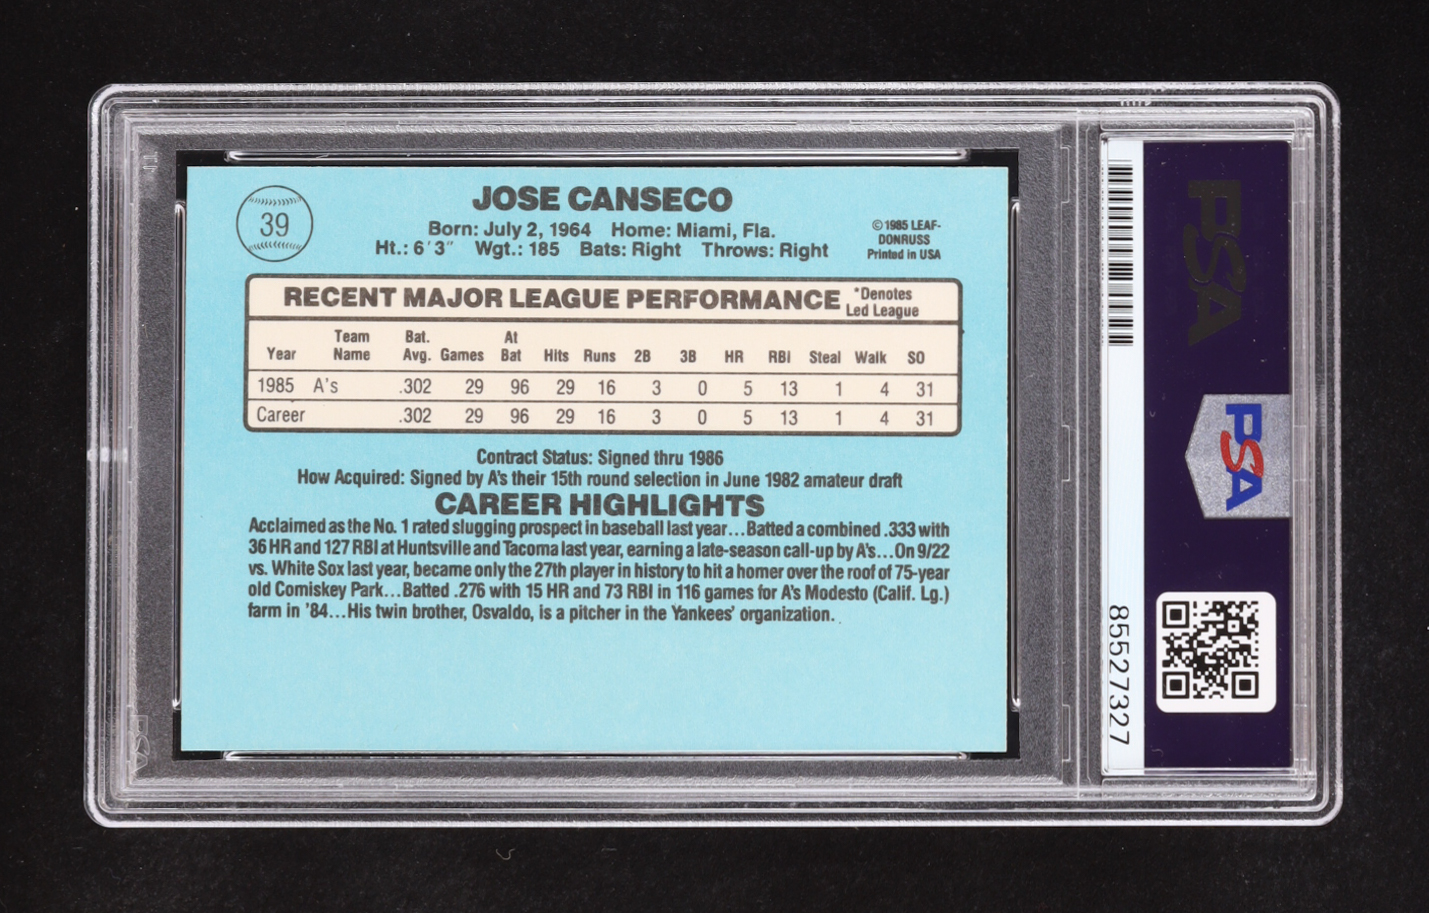 39
JOSE CANSECO
Born: July 2, 1964 Home: Miami, Fla.
Ht.: 6'3" Wgt.: 185 Bats: Right Throws: Right
©1985 LEAF-
DONRUSS
Printed in USA
RECENT MAJOR LEAGUE PERFORMANCE
*Denotes
Led League
Year Team Name Bat. Avg. Games At Bat Hits Runs 2B 3B HR RBI Steal Walk SO
1985 A's .302 29 96 29 16 3 0 5 13 1 4 31
Career .302 29 96 29 16 3 0 5 13 1 4 31
Contract Status: Signed thru 1986
How Acquired: Signed by A's their 15th round selection in June 1982 amateur draft
CAREER HIGHLIGHTS
Acclaimed as the No. 1 rated slugging prospect in baseball last year...Batted a combined .333 with
36 HR and 127 RBI at Huntsville and Tacoma last year, earning a late-season call-up by A's...On 9/22
vs. White Sox last year, became only the 27th player in history to hit a homer over the roof of 75-year
old Comiskey Park...Batted .276 with 15 HR and 73 RBI in 116 games for A's Modesto (Calif. Lg.)
farm in '84...His twin brother, Osvaldo, is a pitcher in the Yankees' organization.
PSA
PSA
85527327